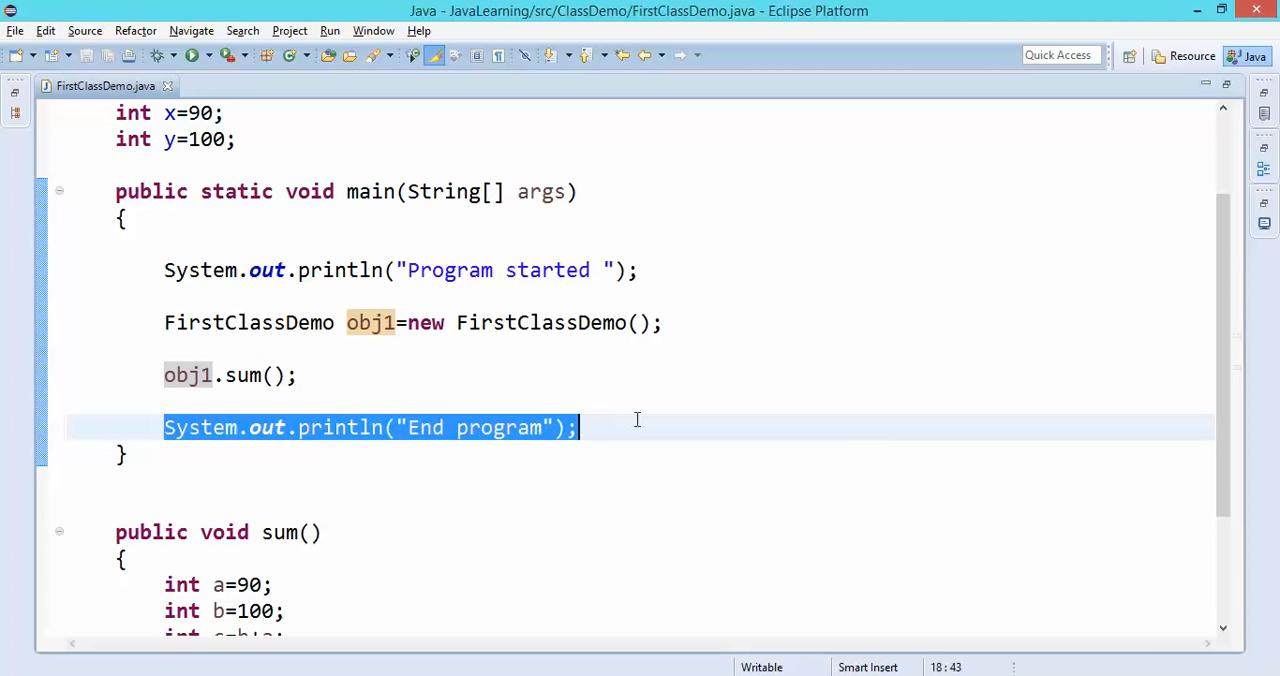 Java - JavaLearning/src/ClassDemo/FirstClassDemo.java - Eclipse Platform
File Edit Source Refactor Navigate Search Project Run Window Help
Quick Access Resource Java
FirstClassDemo.java
int x=90;
int y=100;
public static void main(String[] args)
{
System.out.println("Program started ");
FirstClassDemo obj1=new FirstClassDemo();
obj1.sum();
System.out.println("End program");
}
public void sum()
{
int a=90;
int b=100;
int c=b+a;
Writable Smart Insert 18 : 43